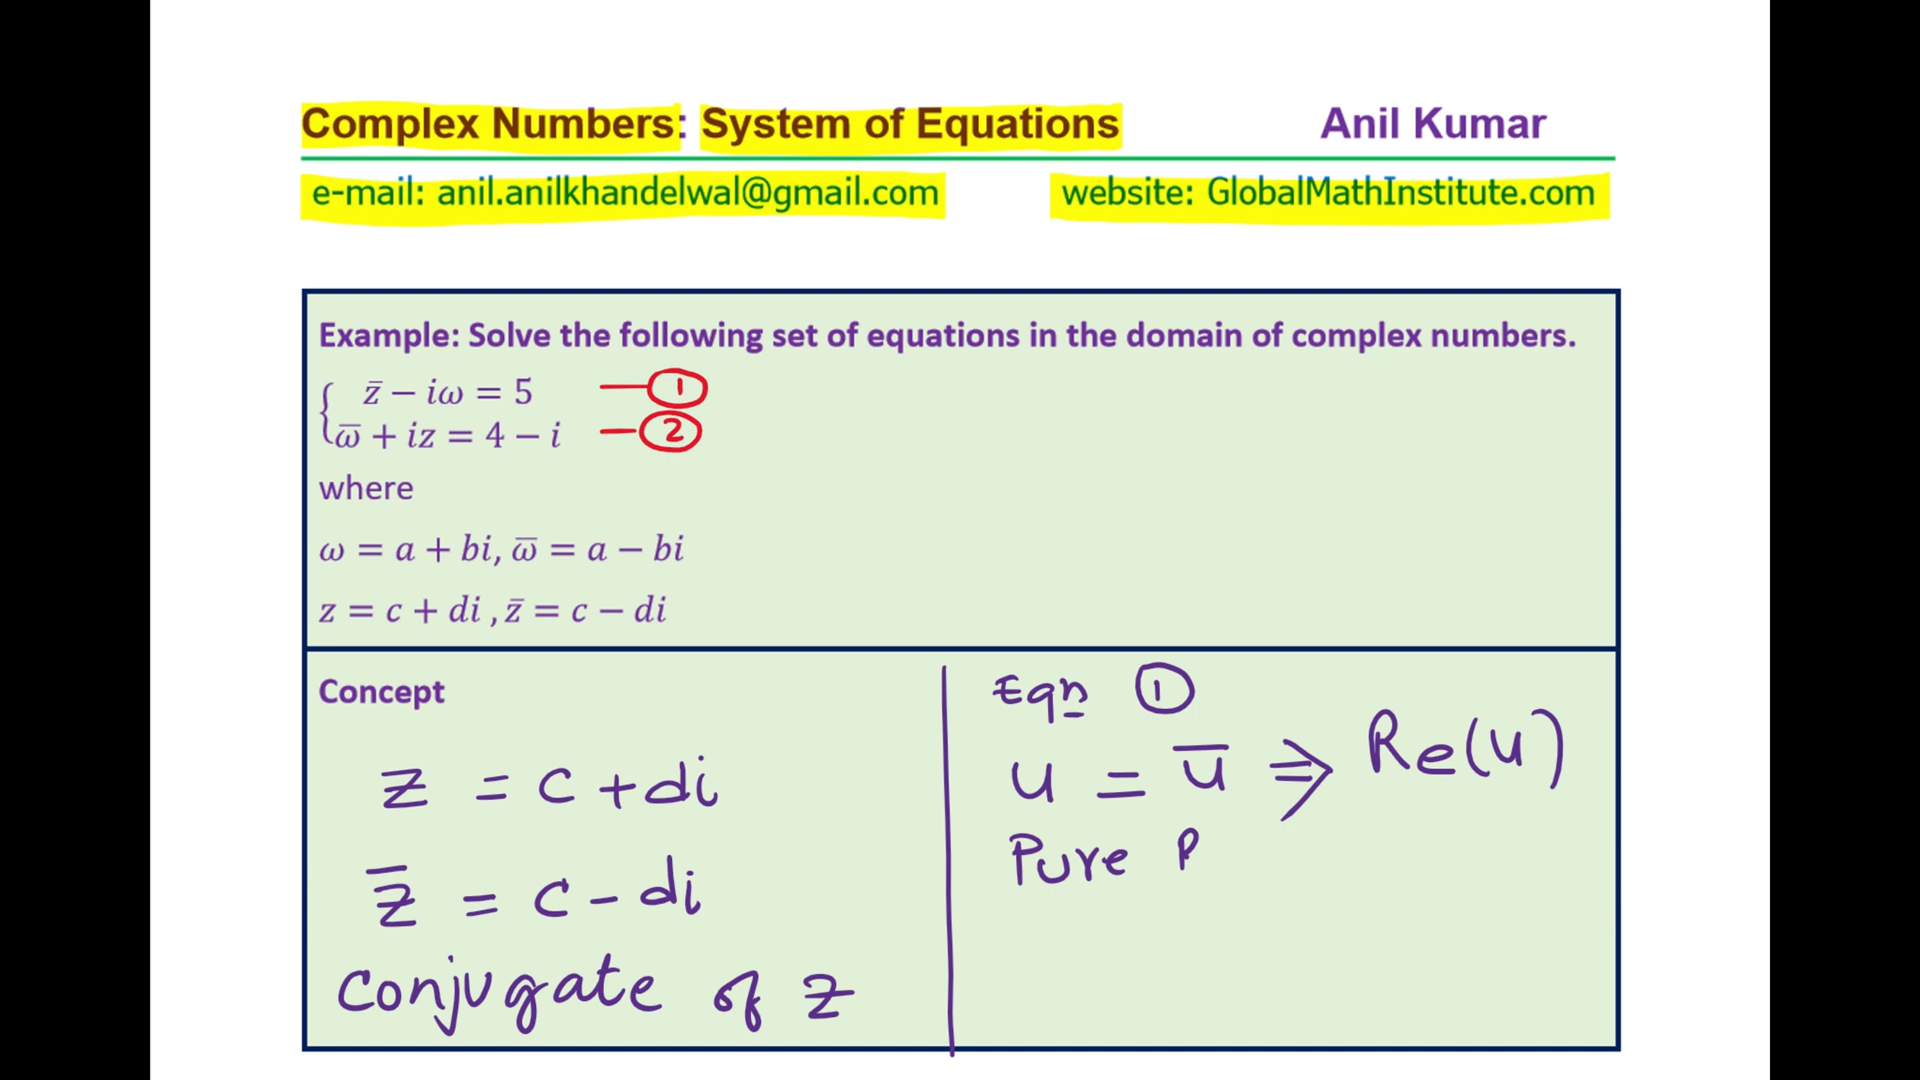 Complex Numbers: System of Equations Anil Kumar
e-mail: anil.anilkhandelwal@gmail.com website: GlobalMathInstitute.com
Example: Solve the following set of equations in the domain of complex numbers.
z̄ − iω = 5 —①
ω̄ + iz = 4 − i —②
where
ω = a + bi, ω̄ = a − bi
z = c + di , z̄ = c − di
Concept
z = c + di
z̄ = c - di
Conjugate of z
Eqn ①
u = ū ⇒ Re(u)
Pure P